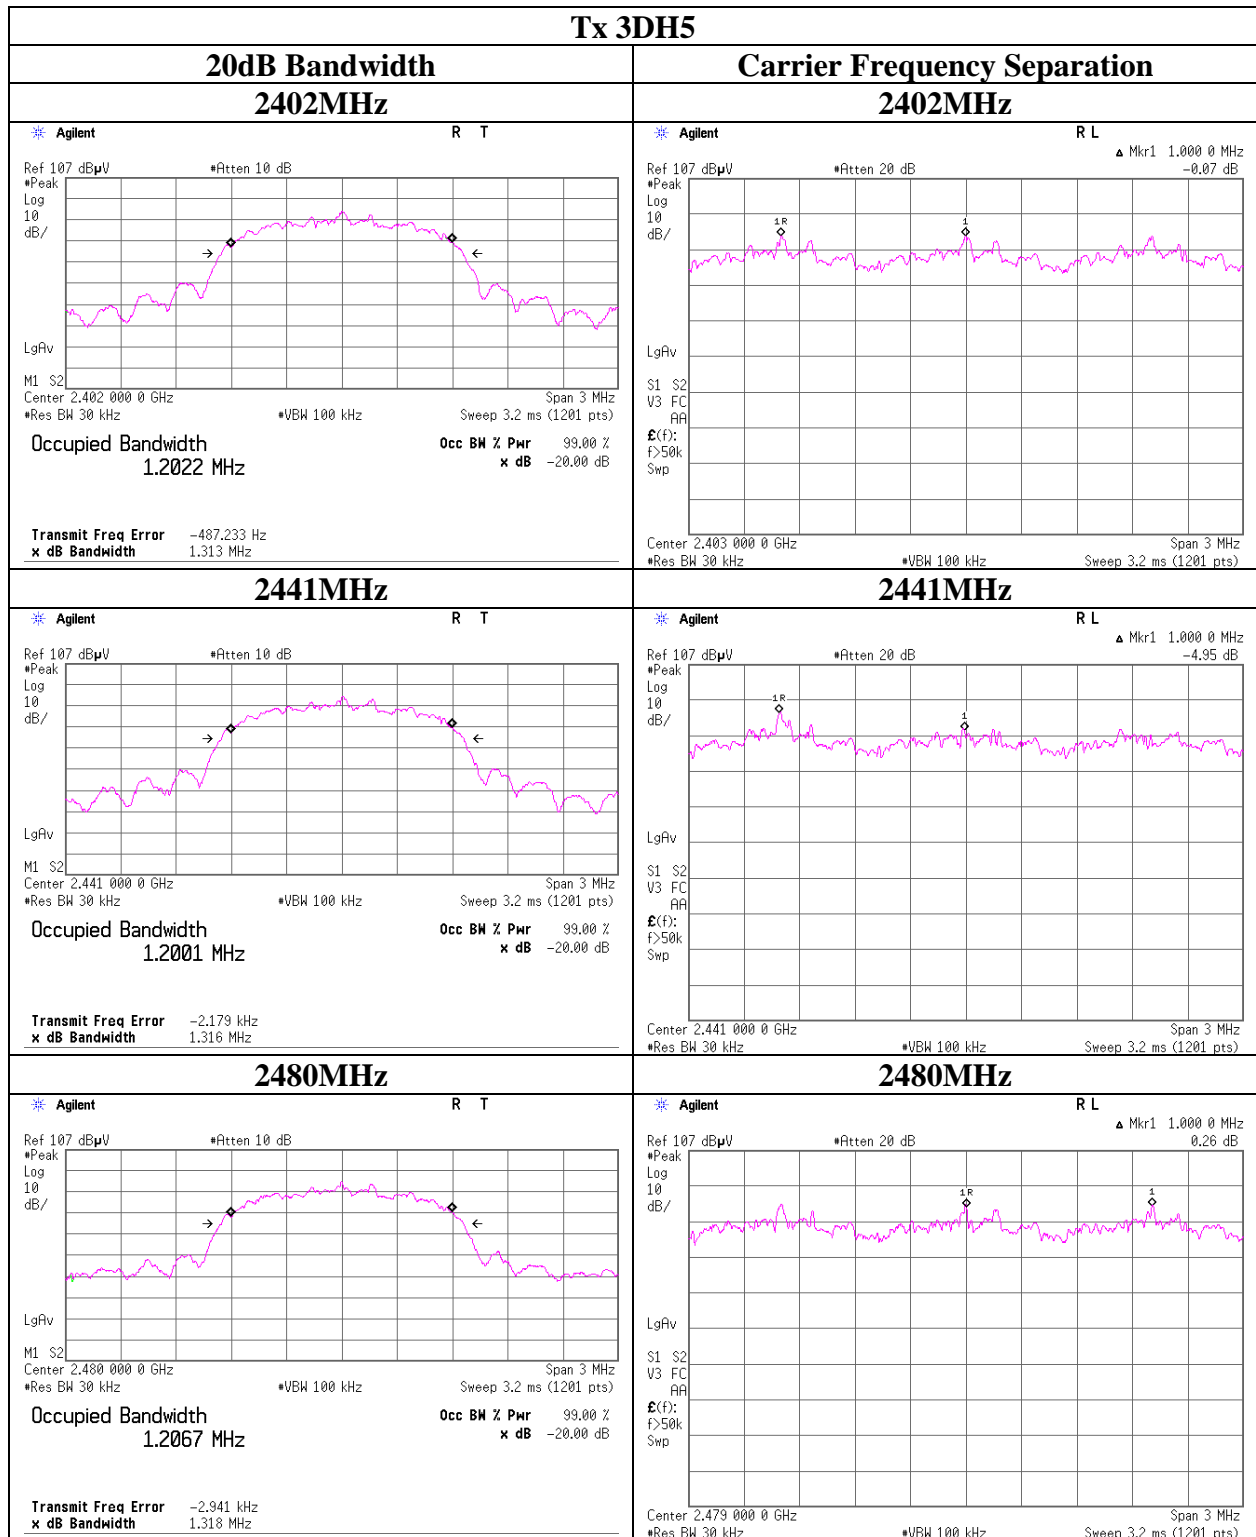 Tx 3DH5
20dB Bandwidth
Carrier Frequency Separation
2402MHz
2402MHz
Agilent R T
Ref 107 dBµV #Atten 10 dB
#Peak
Log
10
dB/
LgAv
M1 S2
Center 2.402 000 0 GHz Span 3 MHz
#Res BW 30 kHz #VBW 100 kHz Sweep 3.2 ms (1201 pts)
Occupied Bandwidth Occ BW % Pwr 99.00 %
1.2022 MHz x dB -20.00 dB
Transmit Freq Error -487.233 Hz
x dB Bandwidth 1.313 MHz
Agilent R L
Δ Mkr1 1.000 0 MHz
Ref 107 dBµV #Atten 20 dB -0.07 dB
#Peak
Log
10
dB/
1R 1
LgAv
S1 S2
V3 FC
AA
£(f):
f>50k
Swp
Center 2.403 000 0 GHz Span 3 MHz
#Res BW 30 kHz #VBW 100 kHz Sweep 3.2 ms (1201 pts)
2441MHz
2441MHz
Agilent R T
Ref 107 dBµV #Atten 10 dB
#Peak
Log
10
dB/
LgAv
M1 S2
Center 2.441 000 0 GHz Span 3 MHz
#Res BW 30 kHz #VBW 100 kHz Sweep 3.2 ms (1201 pts)
Occupied Bandwidth Occ BW % Pwr 99.00 %
1.2001 MHz x dB -20.00 dB
Transmit Freq Error -2.179 kHz
x dB Bandwidth 1.316 MHz
Agilent R L
Δ Mkr1 1.000 0 MHz
Ref 107 dBµV #Atten 20 dB -4.95 dB
#Peak
Log
10
dB/
1R 1
LgAv
S1 S2
V3 FC
AA
£(f):
f>50k
Swp
Center 2.441 000 0 GHz Span 3 MHz
#Res BW 30 kHz #VBW 100 kHz Sweep 3.2 ms (1201 pts)
2480MHz
2480MHz
Agilent R T
Ref 107 dBµV #Atten 10 dB
#Peak
Log
10
dB/
LgAv
M1 S2
Center 2.480 000 0 GHz Span 3 MHz
#Res BW 30 kHz #VBW 100 kHz Sweep 3.2 ms (1201 pts)
Occupied Bandwidth Occ BW % Pwr 99.00 %
1.2067 MHz x dB -20.00 dB
Transmit Freq Error -2.941 kHz
x dB Bandwidth 1.318 MHz
Agilent R L
Δ Mkr1 1.000 0 MHz
Ref 107 dBµV #Atten 20 dB 0.26 dB
#Peak
Log
10
dB/
1R 1
LgAv
S1 S2
V3 FC
AA
£(f):
f>50k
Swp
Center 2.479 000 0 GHz Span 3 MHz
#Res BW 30 kHz #VBW 100 kHz Sweep 3.2 ms (1201 pts)